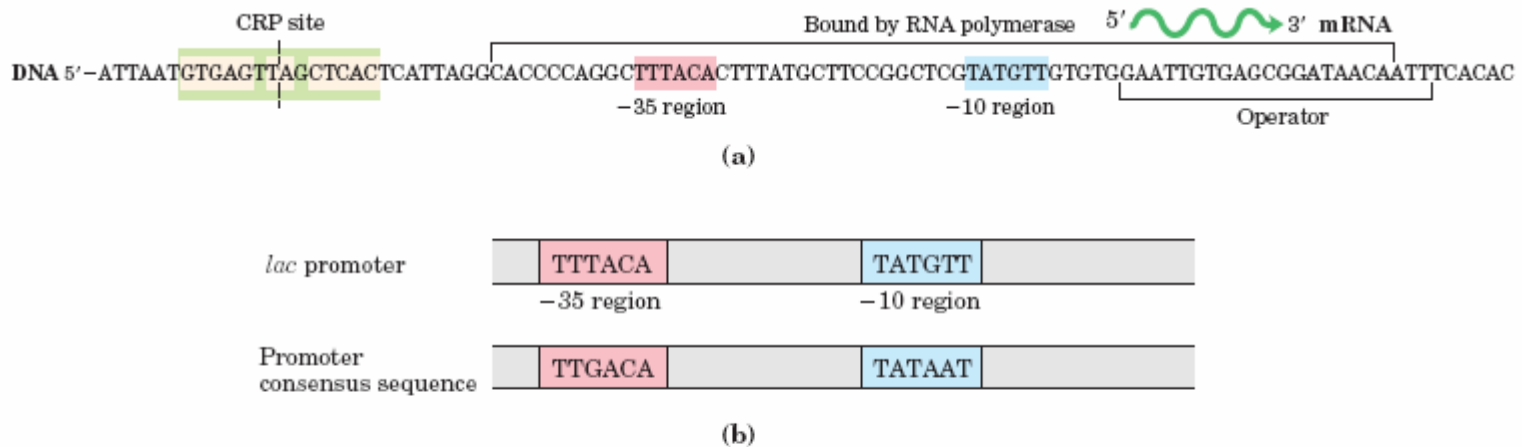 CRP site
Bound by RNA polymerase 5′ 3′ mRNA
DNA 5′–ATTAATGTGAGTTAGCTCACTCATTAGGCACCCCAGGCTTTACACTTTATGCTTCCGGCTCGTATGTTGTGTGGAATTGTGAGCGGATAACAATTTCACAC
–35 region –10 region Operator
(a)
lac promoter TTTACA TATGTT
–35 region –10 region
Promoter
consensus sequence TTGACA TATAAT
(b)